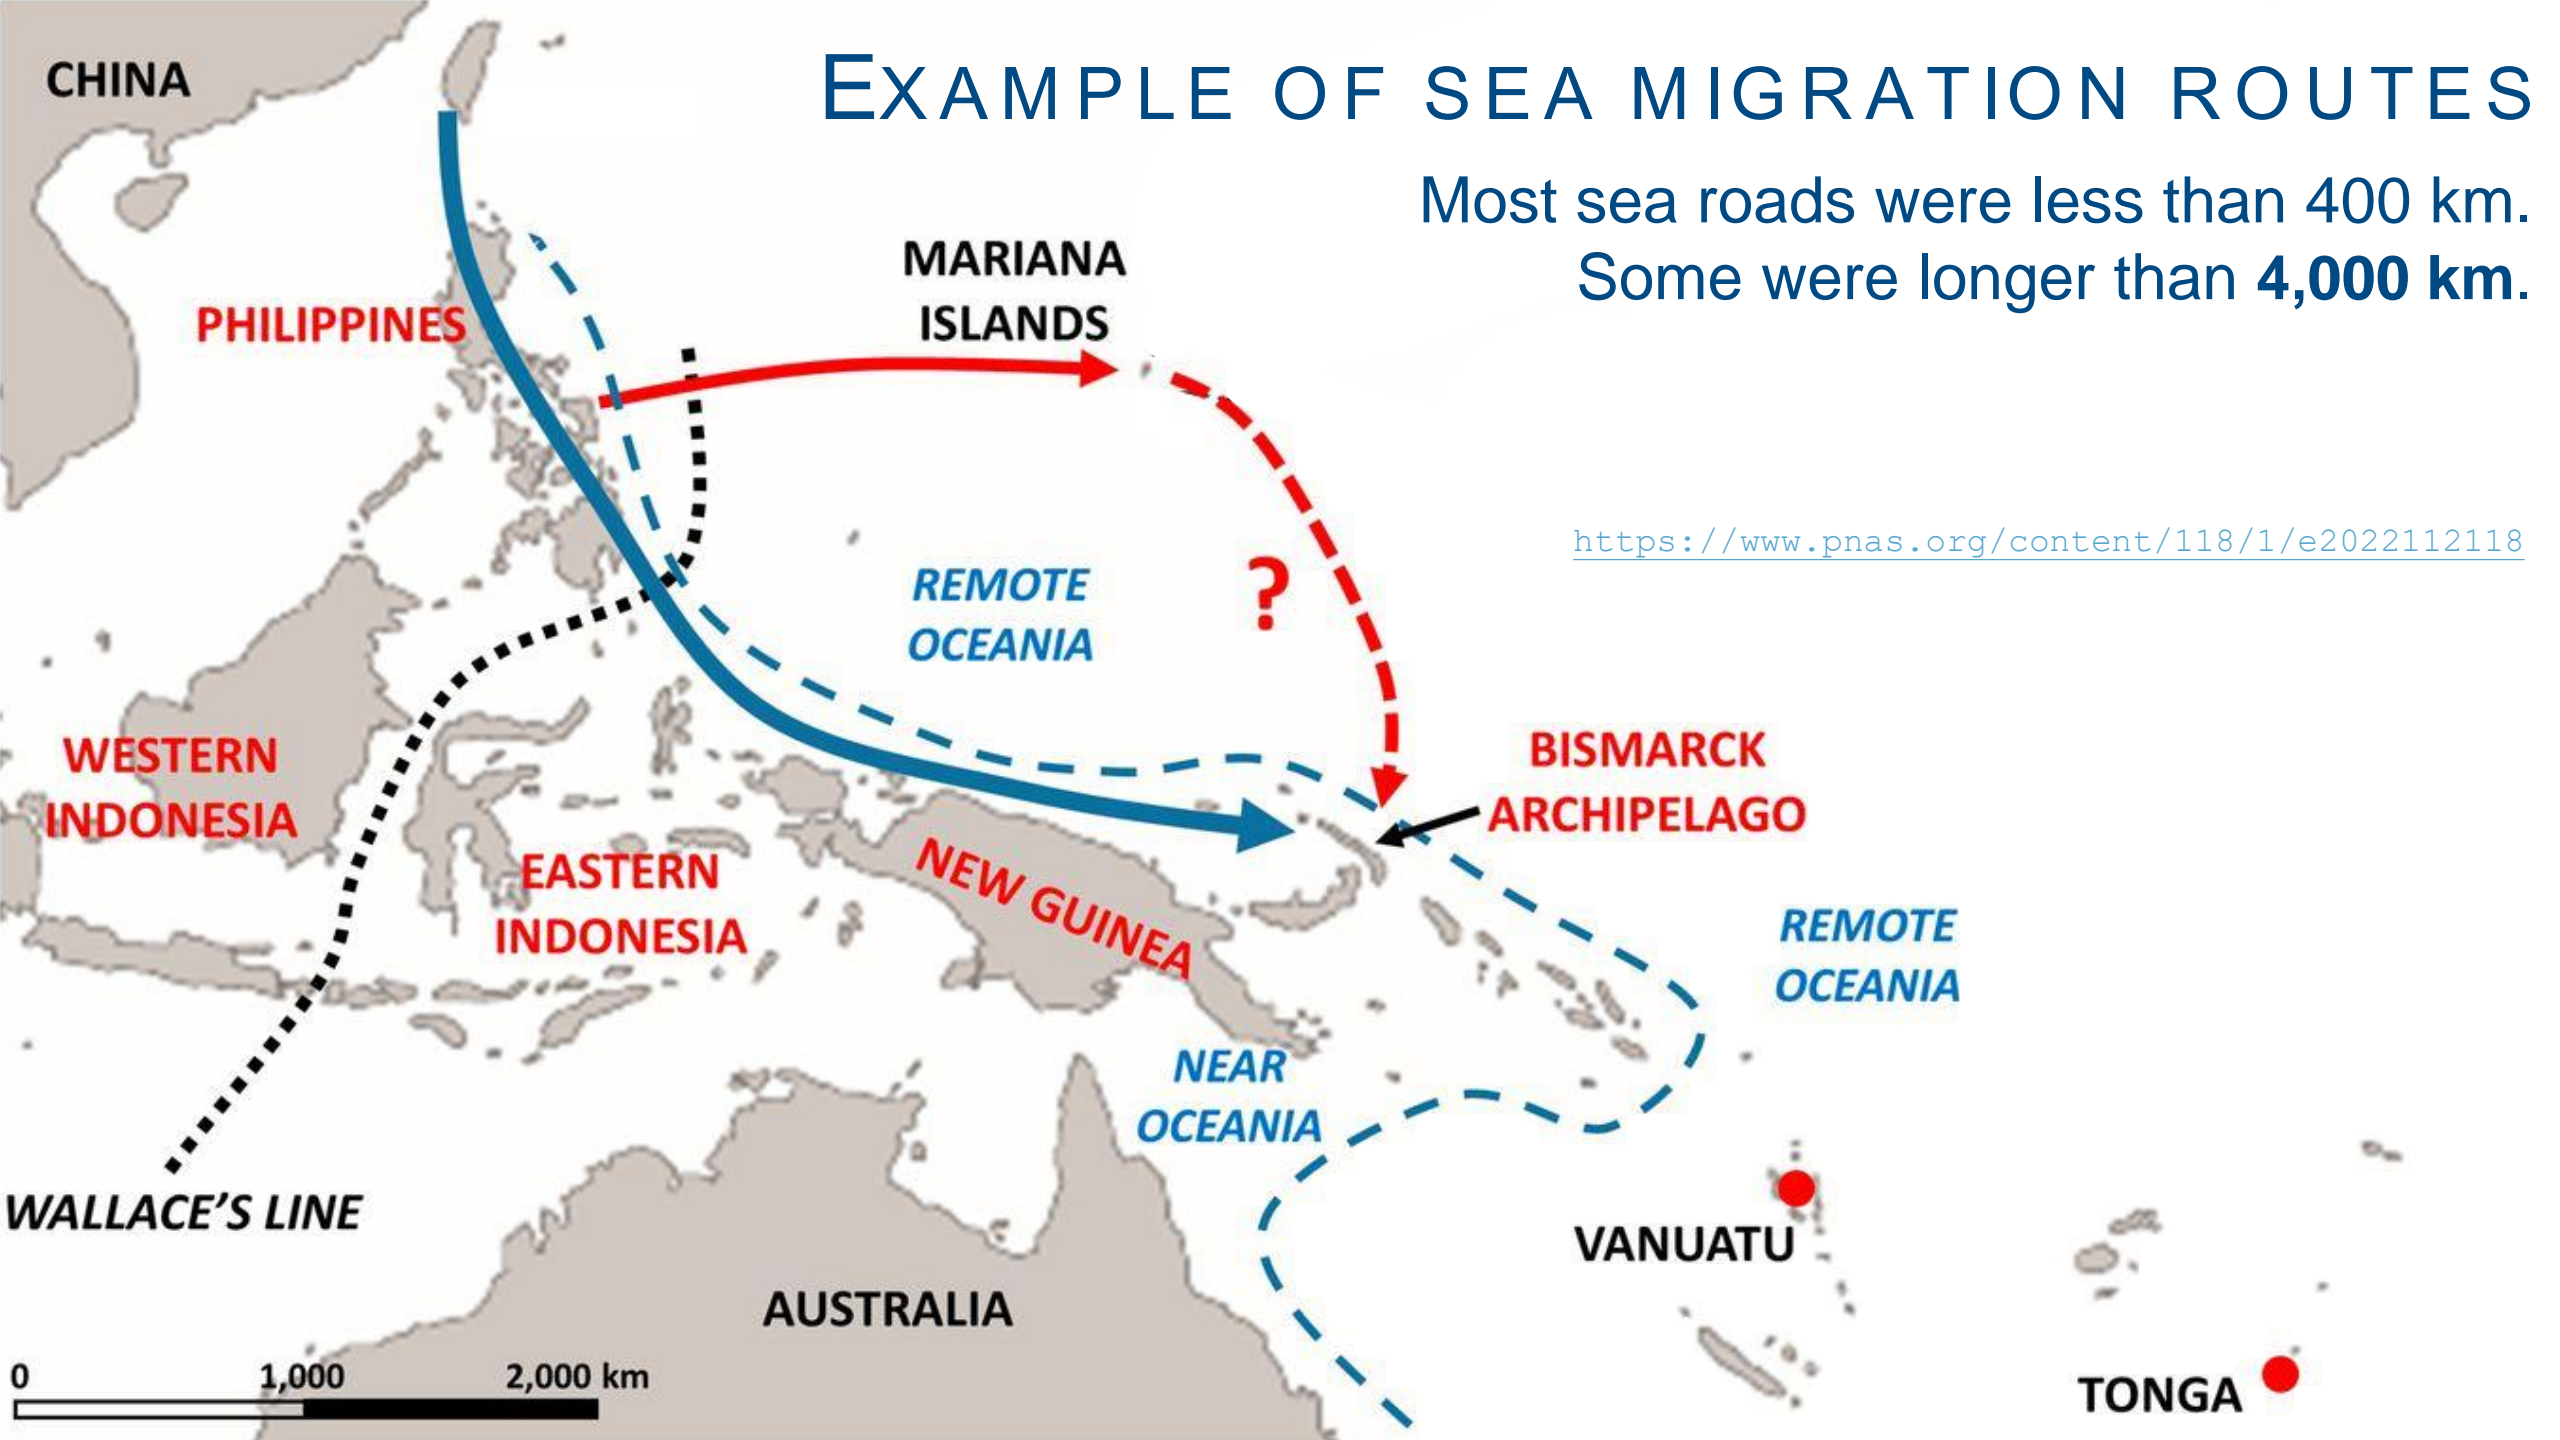 EXAMPLE OF SEA MIGRATION ROUTES
Most sea roads were less than 400 km.
Some were longer than 4,000 km.
https://www.pnas.org/content/118/1/e2022112118
CHINA
PHILIPPINES
MARIANA
ISLANDS
REMOTE
OCEANIA
?
WESTERN
INDONESIA
EASTERN
INDONESIA
NEW GUINEA
BISMARCK
ARCHIPELAGO
REMOTE
OCEANIA
NEAR
OCEANIA
WALLACE'S LINE
VANUATU
AUSTRALIA
TONGA
0 1,000 2,000 km